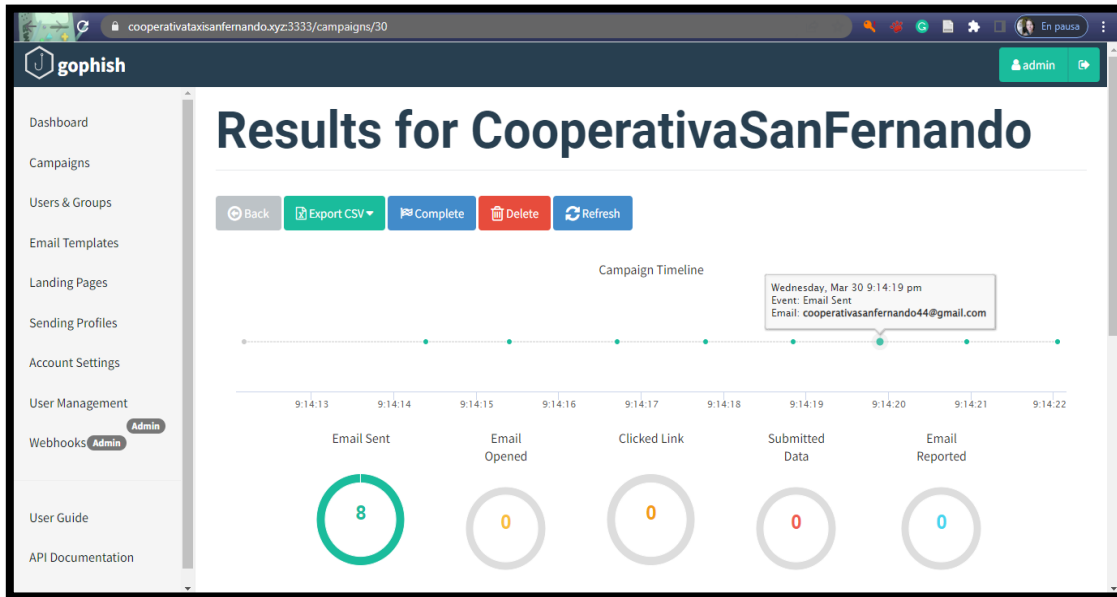 cooperativataxisanfernando.xyz:3333/campaigns/30
En pausa
gophish
admin
Dashboard
Campaigns
Users & Groups
Email Templates
Landing Pages
Sending Profiles
Account Settings
User Management
Admin
Webhooks Admin
User Guide
API Documentation
Results for CooperativaSanFernando
Back
Export CSV
Complete
Delete
Refresh
Campaign Timeline
Wednesday, Mar 30 9:14:19 pm
Event: Email Sent
Email: cooperativasanfernando44@gmail.com
9:14:13 9:14:14 9:14:15 9:14:16 9:14:17 9:14:18 9:14:19 9:14:20 9:14:21 9:14:22
Email Sent
8
Email
Opened
0
Clicked Link
0
Submitted
Data
0
Email
Reported
0